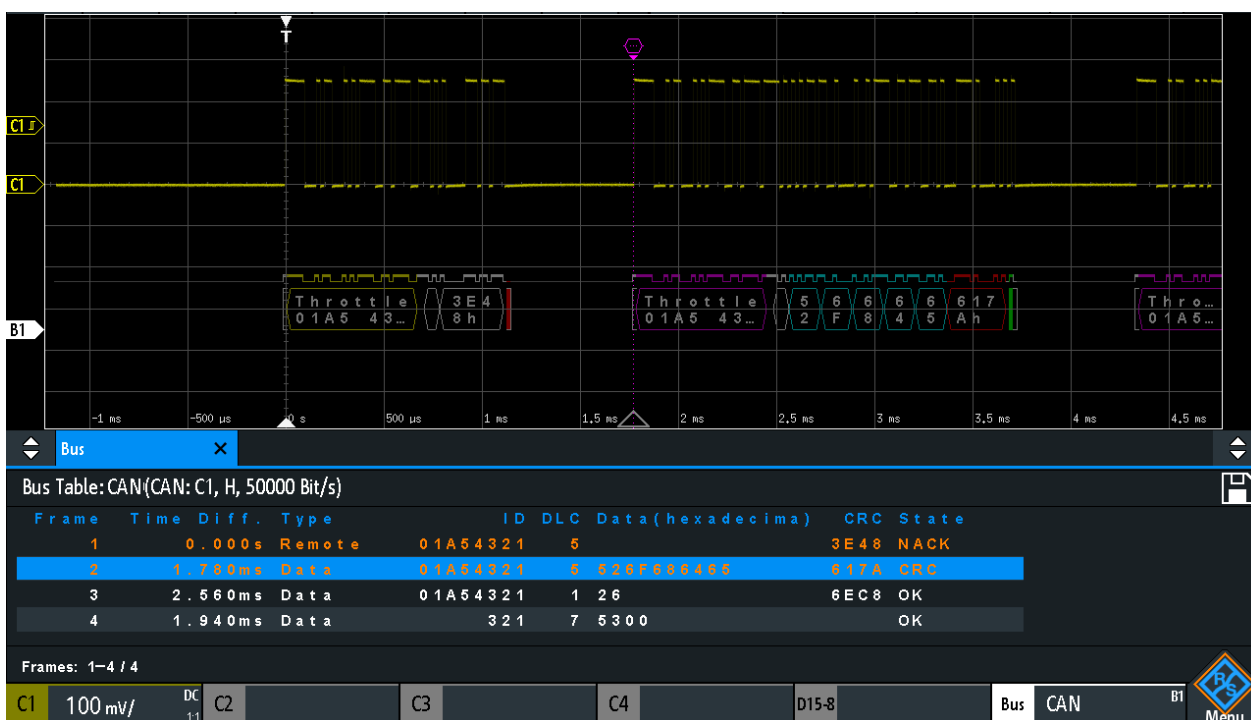 T
C1
C1
Throttle 3E4 Throttle 5 6 6 6 6 617 Thro…
01A5 43… 8h 01A5 43… 2 F 8 4 5 Ah 01A5…
B1
-1 ms -500 µs 0 s 500 µs 1 ms 1.5 ms 2 ms 2.5 ms 3 ms 3.5 ms 4 ms 4.5 ms
Bus ×
Bus Table: CAN (CAN: C1, H, 50000 Bit/s)
Frame Time Diff. Type ID DLC Data(hexadecima) CRC State
1 0.000s Remote 01A54321 5 3E48 NACK
2 1.780ms Data 01A54321 5 526F686465 617A CRC
3 2.560ms Data 01A54321 1 26 6EC8 OK
4 1.940ms Data 321 7 5300 OK
Frames: 1–4 / 4
C1 100 mV/ DC 1:1 C2 C3 C4 D15-8 Bus CAN B1 R&S Menu